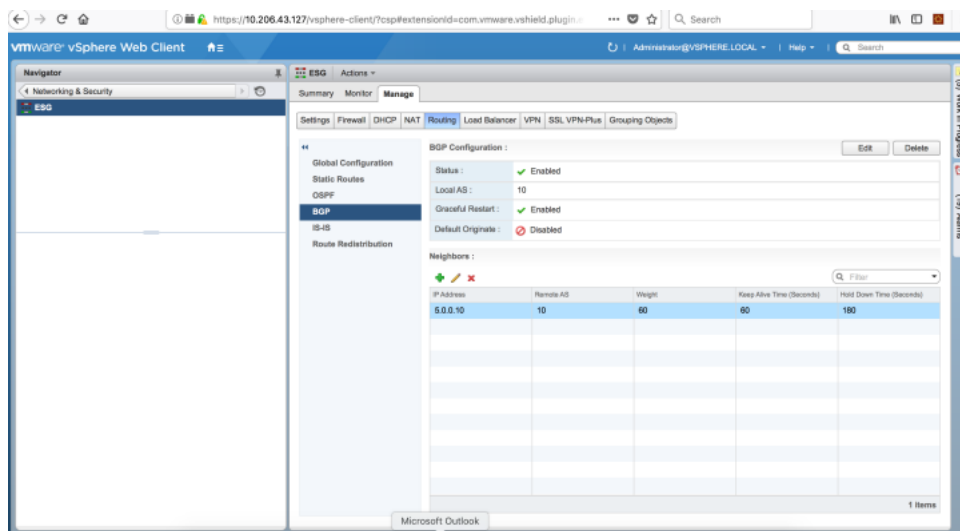 https://10.206.43.127/vsphere-client/?csp#extensionId=com.vmware.vshield.plugin.
Search
vmware® vSphere Web Client
Administrator@VSPHERE.LOCAL
Help
Search
Navigator
Networking & Security
ESG
ESG Actions
Summary Monitor Manage
Settings Firewall DHCP NAT Routing Load Balancer VPN SSL VPN-Plus Grouping Objects
Global Configuration
Static Routes
OSPF
BGP
IS-IS
Route Redistribution
BGP Configuration :
Edit Delete
Status : Enabled
Local AS : 10
Graceful Restart : Enabled
Default Originate : Disabled
Neighbors :
Filter
IP Address Remote AS Weight Keep Alive Time (Seconds) Hold Down Time (Seconds)
5.0.0.10 10 60 60 180
1 items
Microsoft Outlook